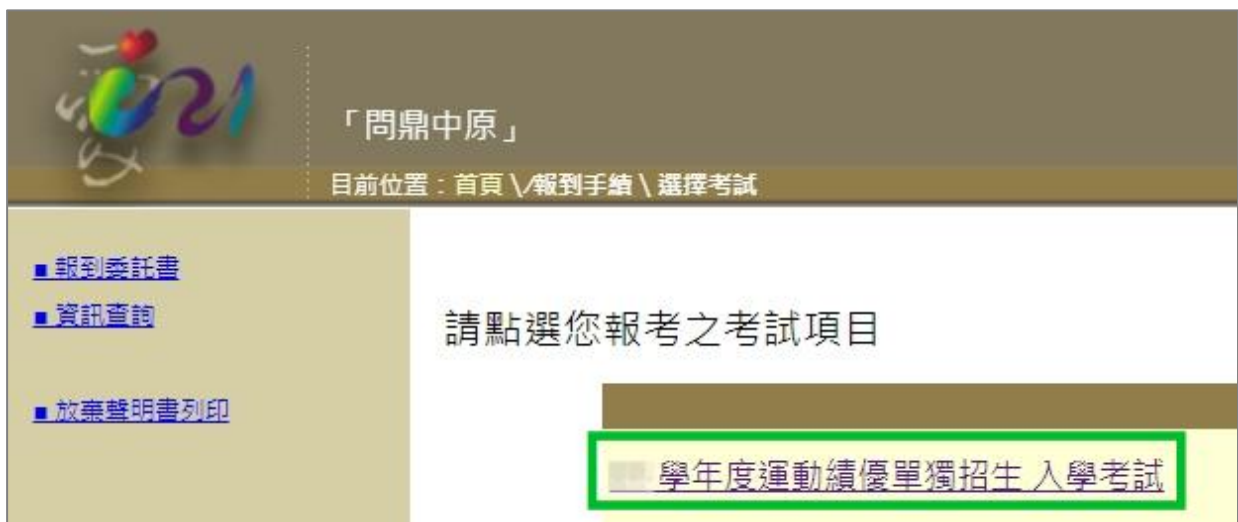 「問鼎中原」
目前位置：首頁 \ /報到手續 \ 選擇考試
■ 報到委託書
■ 資訊查詢
■ 放棄聲明書列印
請點選您報考之考試項目
學年度運動績優單獨招生 入學考試